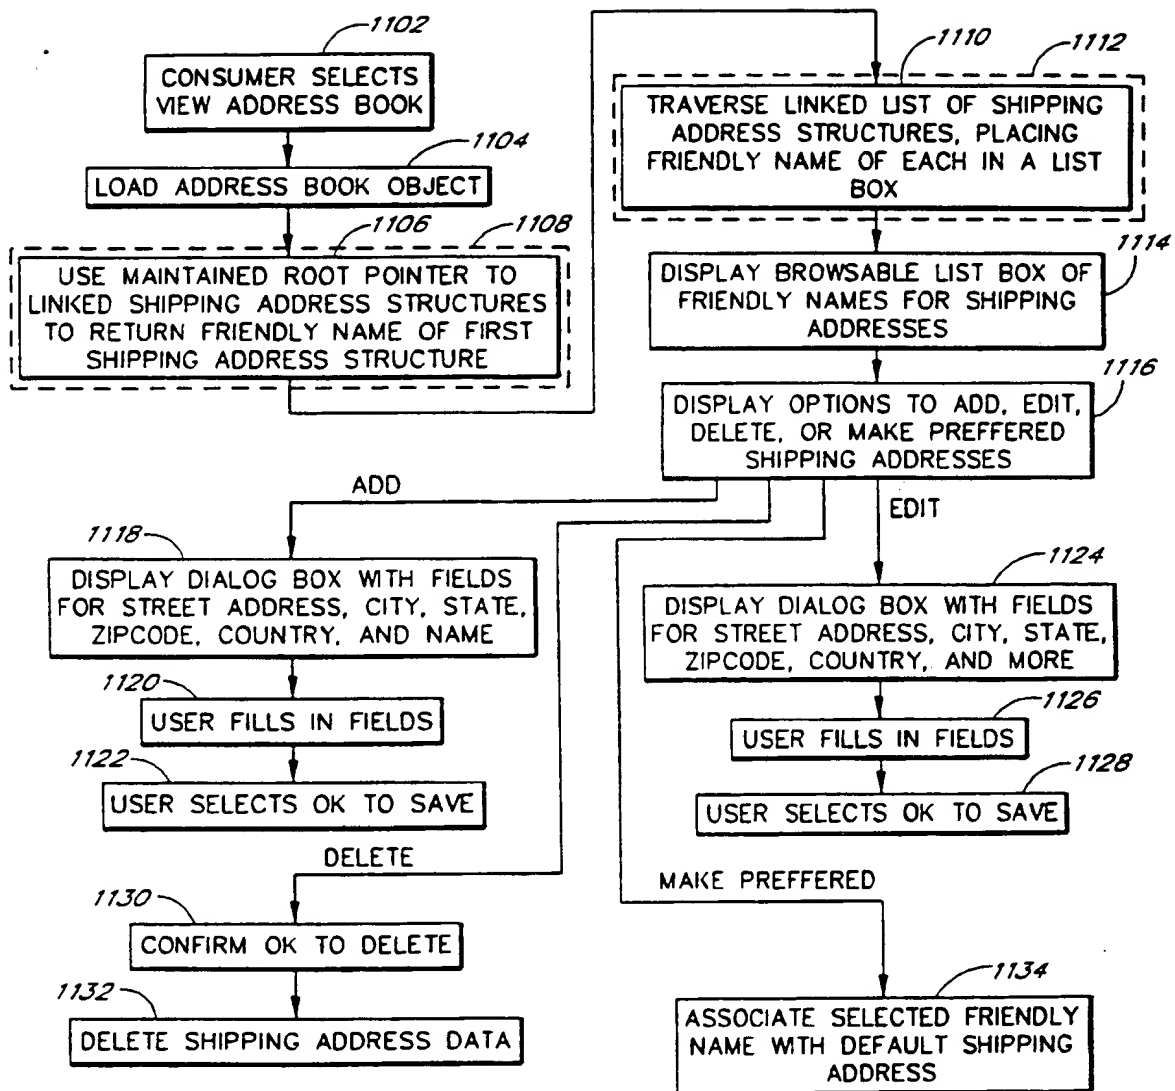 1102
CONSUMER SELECTS
VIEW ADDRESS BOOK
1104
LOAD ADDRESS BOOK OBJECT
1106
1108
USE MAINTAINED ROOT POINTER TO
LINKED SHIPPING ADDRESS STRUCTURES
TO RETURN FRIENDLY NAME OF FIRST
SHIPPING ADDRESS STRUCTURE
1110
1112
TRAVERSE LINKED LIST OF SHIPPING
ADDRESS STRUCTURES, PLACING
FRIENDLY NAME OF EACH IN A LIST
BOX
1114
DISPLAY BROWSABLE LIST BOX OF
FRIENDLY NAMES FOR SHIPPING
ADDRESSES
1116
DISPLAY OPTIONS TO ADD, EDIT,
DELETE, OR MAKE PREFFERED
SHIPPING ADDRESSES
ADD
1118
DISPLAY DIALOG BOX WITH FIELDS
FOR STREET ADDRESS, CITY, STATE,
ZIPCODE, COUNTRY, AND NAME
1120
USER FILLS IN FIELDS
1122
USER SELECTS OK TO SAVE
EDIT
1124
DISPLAY DIALOG BOX WITH FIELDS
FOR STREET ADDRESS, CITY, STATE,
ZIPCODE, COUNTRY, AND MORE
1126
USER FILLS IN FIELDS
1128
USER SELECTS OK TO SAVE
DELETE
1130
CONFIRM OK TO DELETE
1132
DELETE SHIPPING ADDRESS DATA
MAKE PREFFERED
1134
ASSOCIATE SELECTED FRIENDLY
NAME WITH DEFAULT SHIPPING
ADDRESS